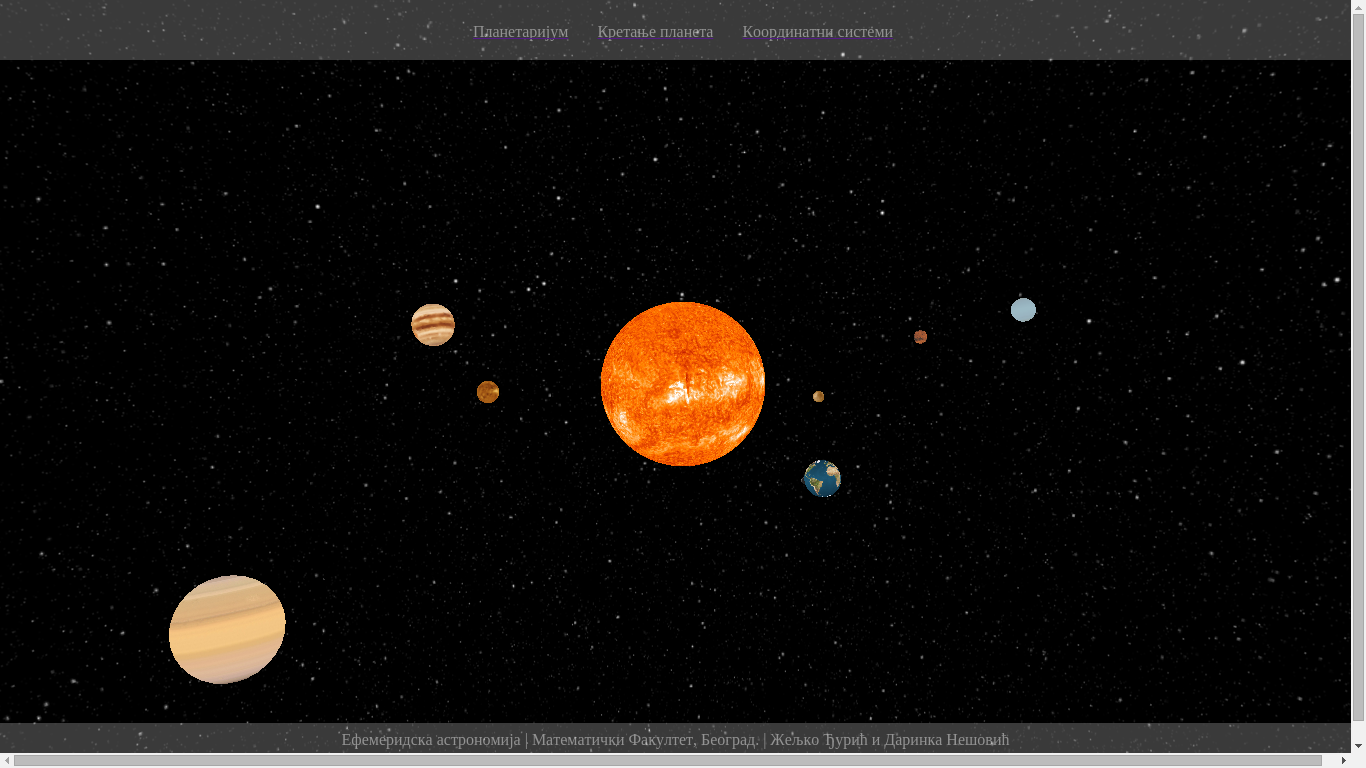 Планетаријум Кретање планета Координатни системи
Ефемеридска астрономија | Математички Факултет, Београд. | Жељко Ђурић и Даринка Нешовић